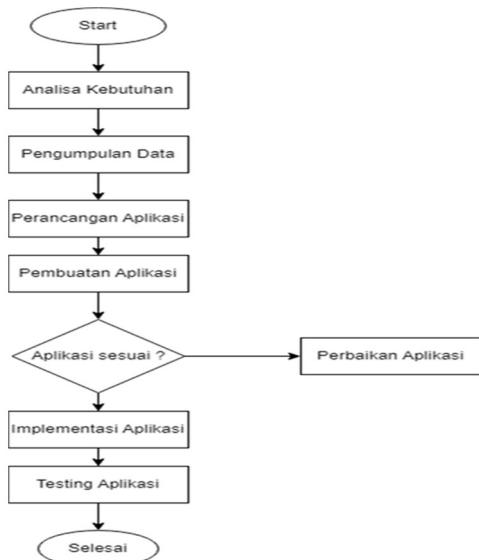 Start
Analisa Kebutuhan
Pengumpulan Data
Perancangan Aplikasi
Pembuatan Aplikasi
Aplikasi sesuai ?
Perbaikan Aplikasi
Implementasi Aplikasi
Testing Aplikasi
Selesai